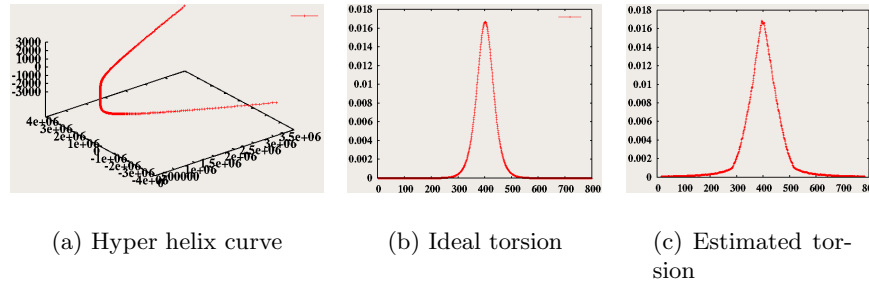 3000
2000
1000
0
-1000
-2000
-3000
4e+06
3e+06
2e+06
1e+06
0
-1e+06
-2e+06
-3e+06
-4e+06
0
500000
1e+06
1.5e+06
2e+06
2.5e+06
3e+06
3.5e+06
0.018
0.016
0.014
0.012
0.01
0.008
0.006
0.004
0.002
0
0 100 200 300 400 500 600 700 800
0.018
0.016
0.014
0.012
0.01
0.008
0.006
0.004
0.002
0
0 100 200 300 400 500 600 700 800
(a) Hyper helix curve
(b) Ideal torsion
(c) Estimated tor-
sion